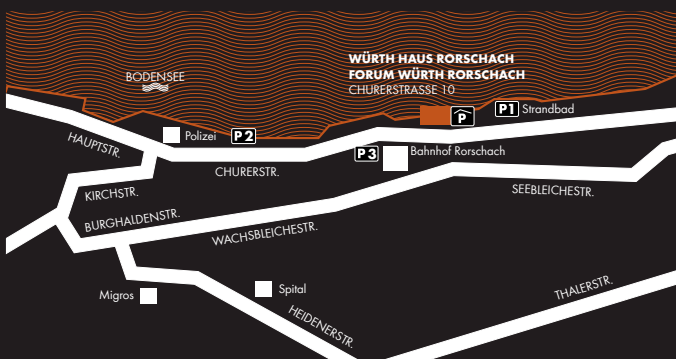 WÜRTH HAUS RORSCHACH
FORUM WÜRTH RORSCHACH
CHURERSTRASSE 10
BODENSEE
P
P1 Strandbad
Polizei P2
HAUPTSTR.
P3 Bahnhof Rorschach
CHURERSTR.
KIRCHSTR.
SEEBLEICHESTR.
BURGHALDENSTR.
WACHSBLEICHESTR.
Migros
Spital
THALERSTR.
HEIDENERSTR.